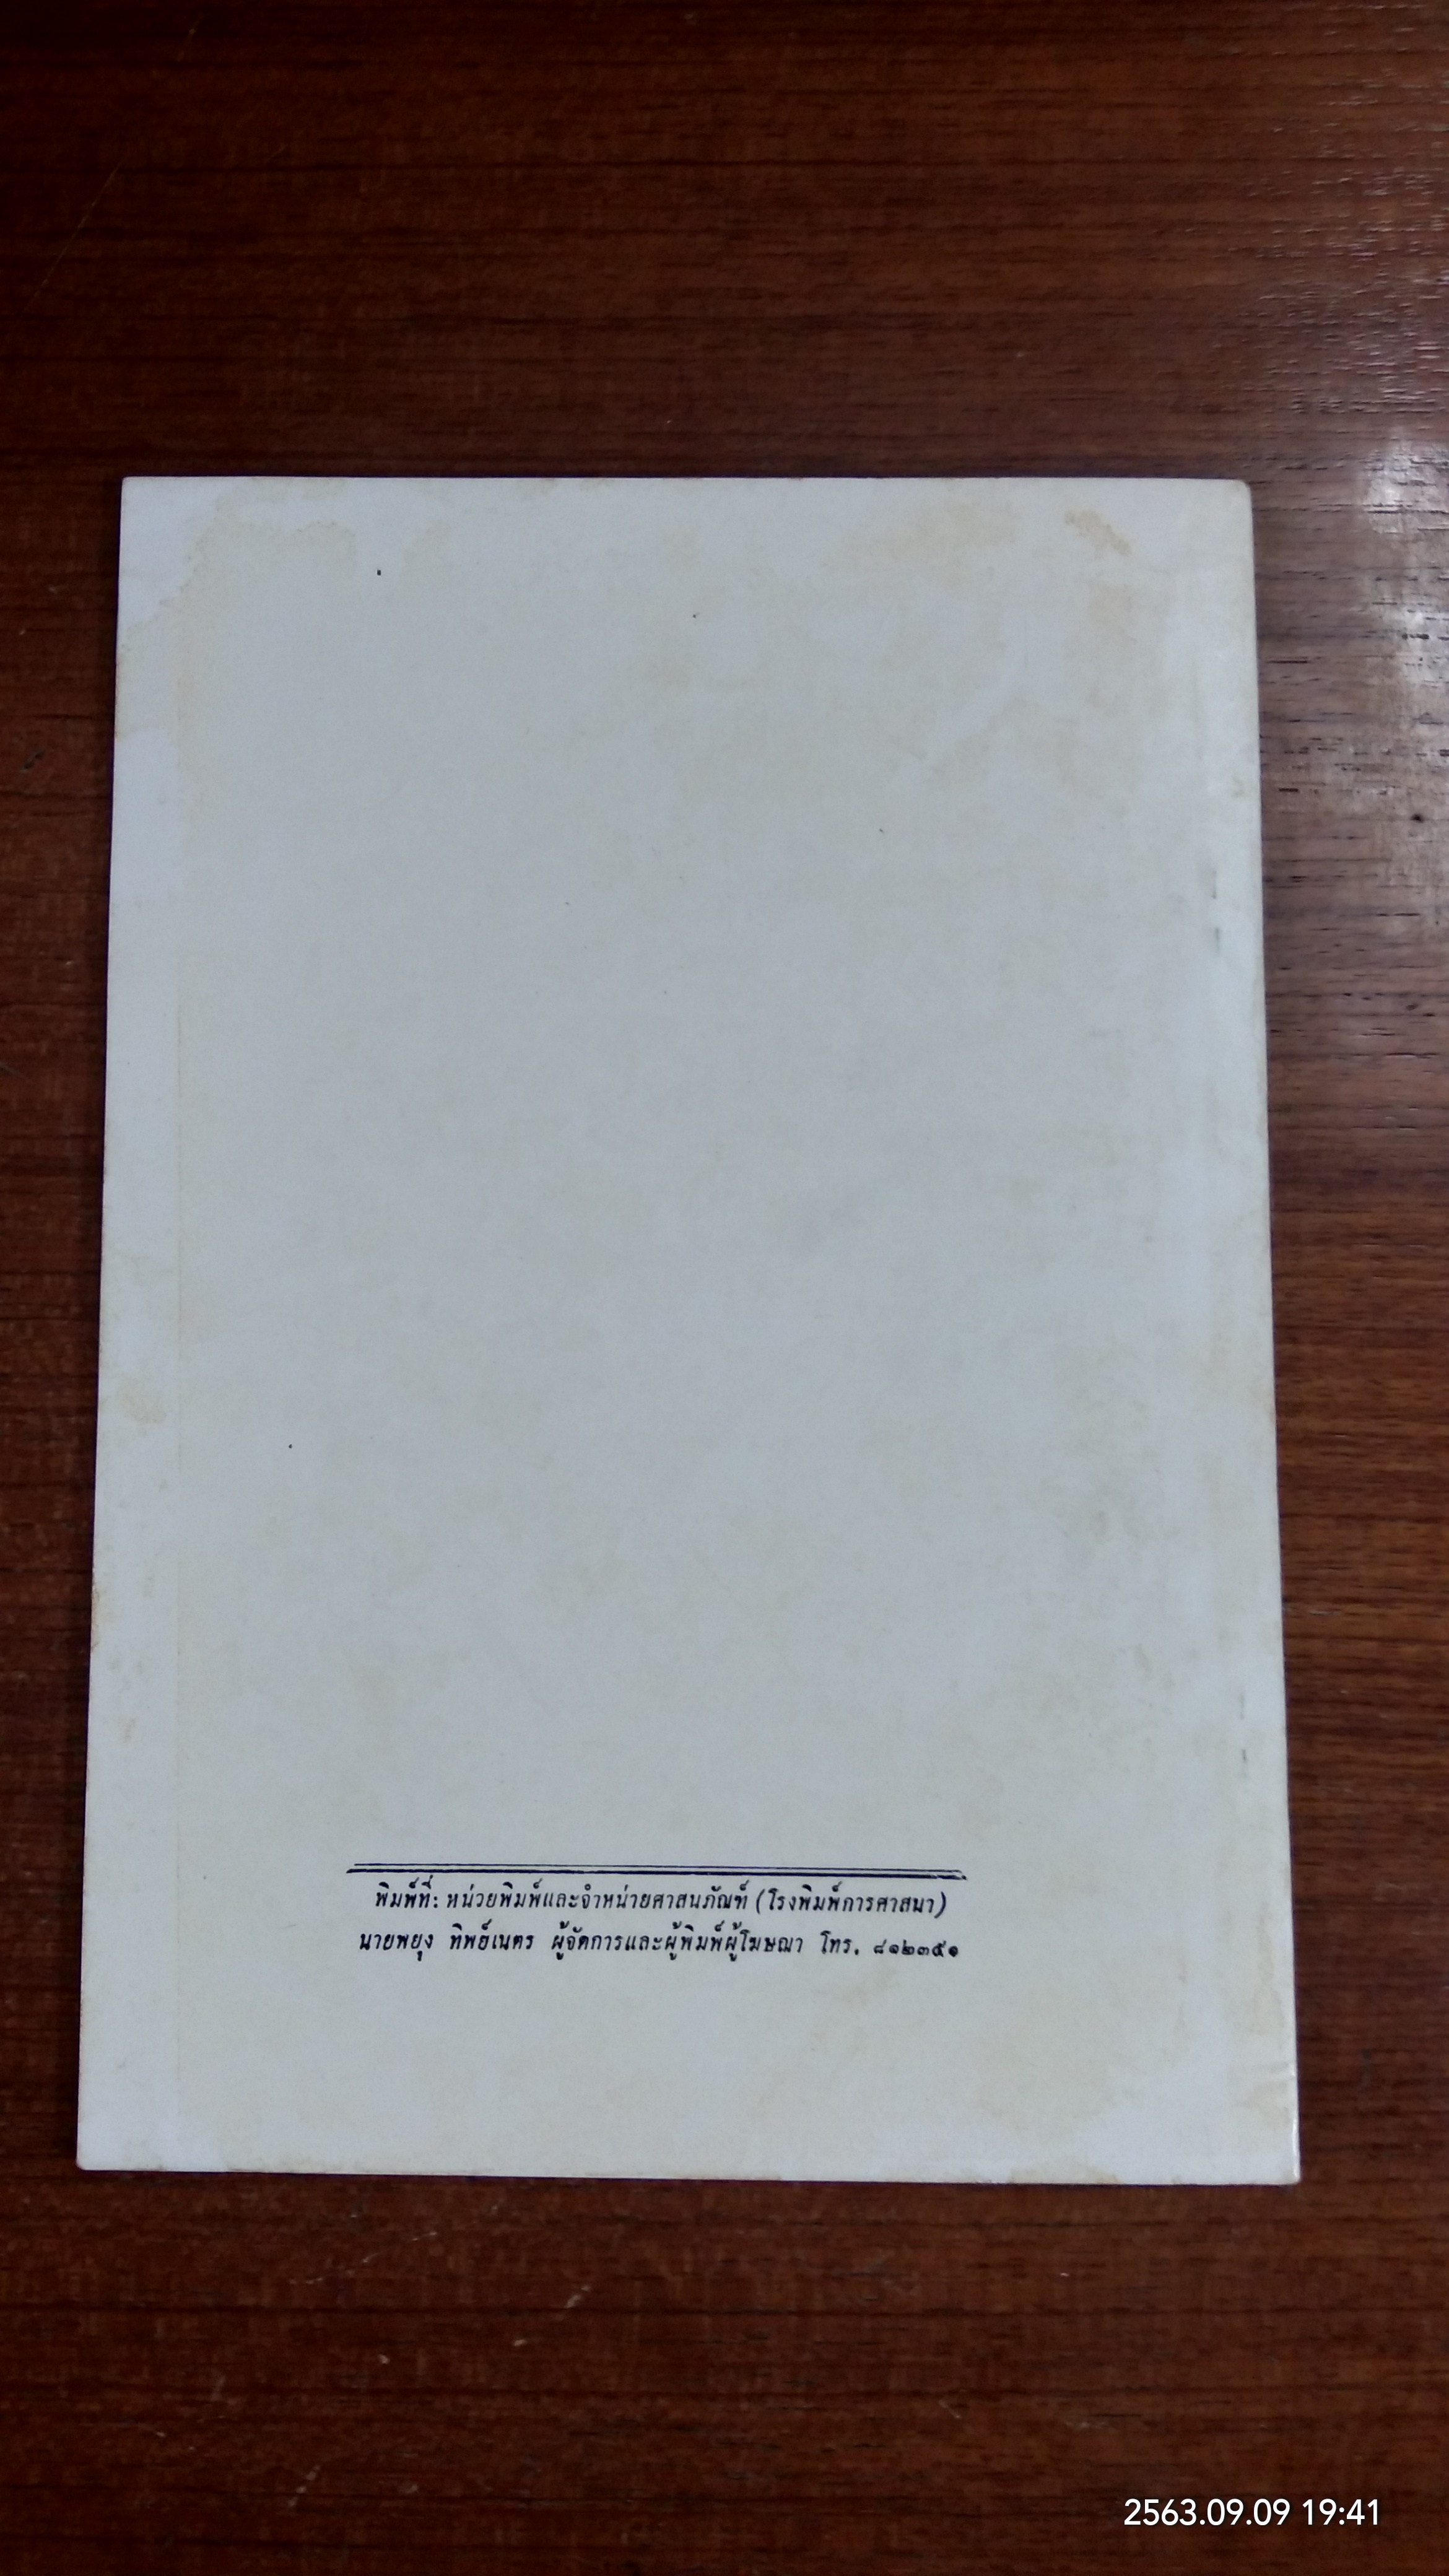 พิมพ์ที่: หน่วยพิมพ์และจำหน่ายศาสนภัณฑ์ (โรงพิมพ์การศาสนา)
นายพยุง ทิพย์เนตร ผู้จัดการและผู้พิมพ์ผู้โฆษณา โทร. ๘๑๒๓๕๑
2563.09.09 19:41